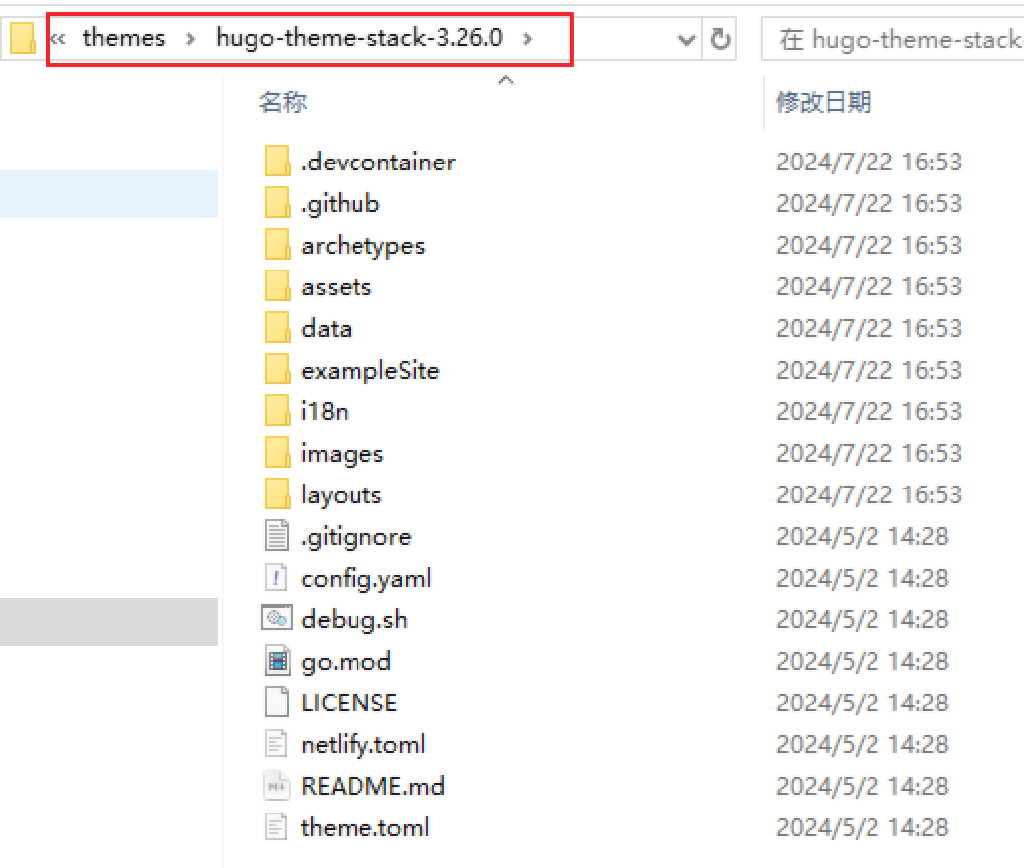 « themes › hugo-theme-stack-3.26.0 › 在 hugo-theme-stack-
名称 修改日期
.devcontainer 2024/7/22 16:53
.github 2024/7/22 16:53
archetypes 2024/7/22 16:53
assets 2024/7/22 16:53
data 2024/7/22 16:53
exampleSite 2024/7/22 16:53
i18n 2024/7/22 16:53
images 2024/7/22 16:53
layouts 2024/7/22 16:53
.gitignore 2024/5/2 14:28
config.yaml 2024/5/2 14:28
debug.sh 2024/5/2 14:28
go.mod 2024/5/2 14:28
LICENSE 2024/5/2 14:28
netlify.toml 2024/5/2 14:28
README.md 2024/5/2 14:28
theme.toml 2024/5/2 14:28